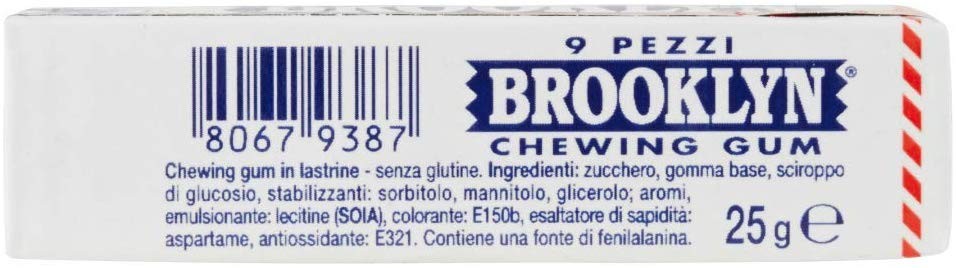 9 PEZZI
BROOKLYN®
CHEWING GUM
8067 9387
Chewing gum in lastrine - senza glutine. Ingredienti: zucchero, gomma base, sciroppo
di glucosio, stabilizzanti: sorbitolo, mannitolo, glicerolo; aromi,
emulsionante: lecitine (SOIA), colorante: E150b, esaltatore di sapidità:
aspartame, antiossidante: E321. Contiene una fonte di fenilalanina.
25 g ℮